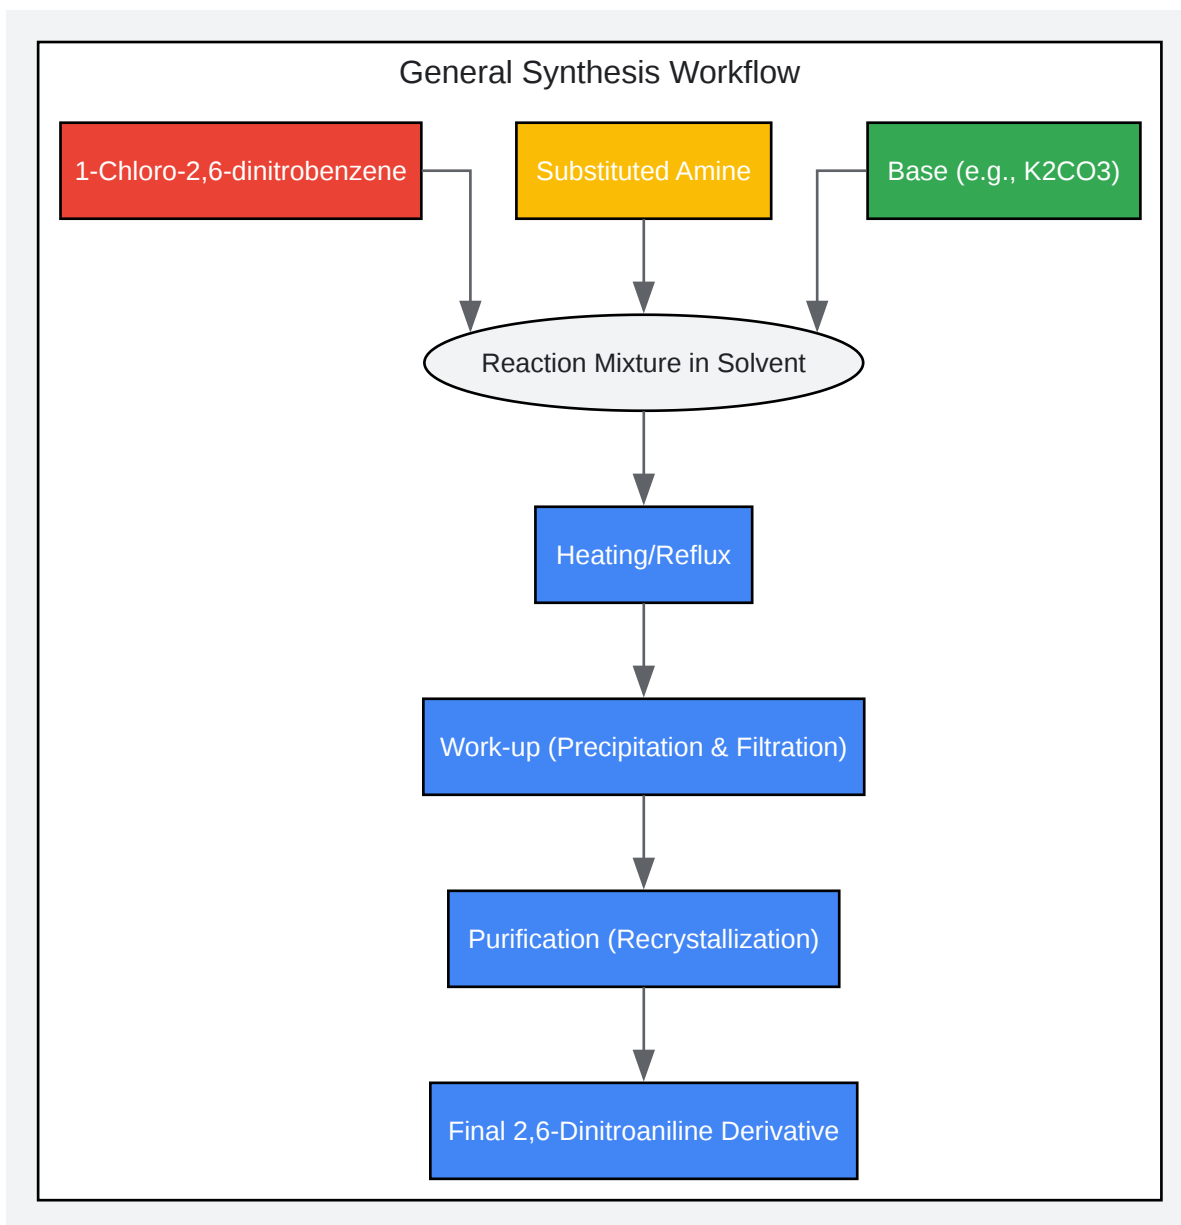 General Synthesis Workflow
1-Chloro-2,6-dinitrobenzene
Substituted Amine
Base (e.g., K2CO3)
Reaction Mixture in Solvent
Heating/Reflux
Work-up (Precipitation & Filtration)
Purification (Recrystallization)
Final 2,6-Dinitroaniline Derivative